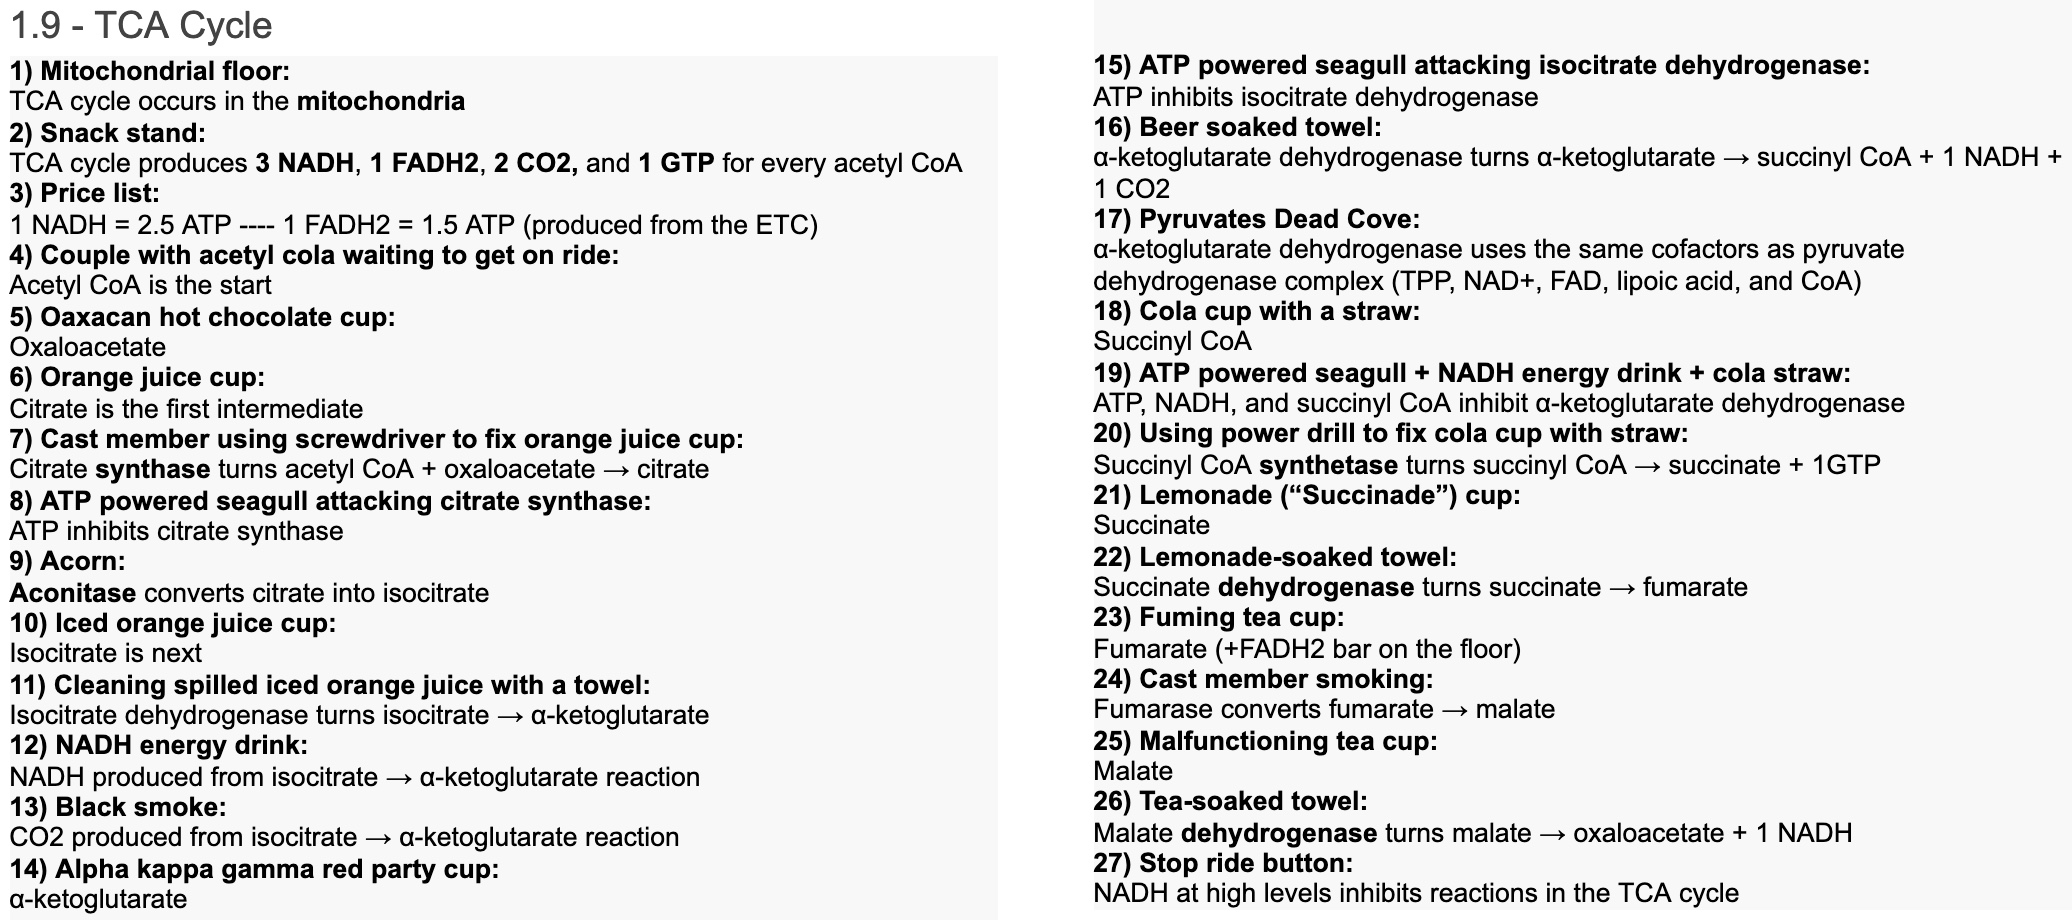 1.9 - TCA Cycle
1) Mitochondrial floor:
TCA cycle occurs in the mitochondria
2) Snack stand:
TCA cycle produces 3 NADH, 1 FADH2, 2 CO2, and 1 GTP for every acetyl CoA
3) Price list:
1 NADH = 2.5 ATP ---- 1 FADH2 = 1.5 ATP (produced from the ETC)
4) Couple with acetyl cola waiting to get on ride:
Acetyl CoA is the start
5) Oaxacan hot chocolate cup:
Oxaloacetate
6) Orange juice cup:
Citrate is the first intermediate
7) Cast member using screwdriver to fix orange juice cup:
Citrate synthase turns acetyl CoA + oxaloacetate → citrate
8) ATP powered seagull attacking citrate synthase:
ATP inhibits citrate synthase
9) Acorn:
Aconitase converts citrate into isocitrate
10) Iced orange juice cup:
Isocitrate is next
11) Cleaning spilled iced orange juice with a towel:
Isocitrate dehydrogenase turns isocitrate → α-ketoglutarate
12) NADH energy drink:
NADH produced from isocitrate → α-ketoglutarate reaction
13) Black smoke:
CO2 produced from isocitrate → α-ketoglutarate reaction
14) Alpha kappa gamma red party cup:
α-ketoglutarate
15) ATP powered seagull attacking isocitrate dehydrogenase:
ATP inhibits isocitrate dehydrogenase
16) Beer soaked towel:
α-ketoglutarate dehydrogenase turns α-ketoglutarate → succinyl CoA + 1 NADH +
1 CO2
17) Pyruvates Dead Cove:
α-ketoglutarate dehydrogenase uses the same cofactors as pyruvate
dehydrogenase complex (TPP, NAD+, FAD, lipoic acid, and CoA)
18) Cola cup with a straw:
Succinyl CoA
19) ATP powered seagull + NADH energy drink + cola straw:
ATP, NADH, and succinyl CoA inhibit α-ketoglutarate dehydrogenase
20) Using power drill to fix cola cup with straw:
Succinyl CoA synthetase turns succinyl CoA → succinate + 1GTP
21) Lemonade (“Succinade”) cup:
Succinate
22) Lemonade-soaked towel:
Succinate dehydrogenase turns succinate → fumarate
23) Fuming tea cup:
Fumarate (+FADH2 bar on the floor)
24) Cast member smoking:
Fumarase converts fumarate → malate
25) Malfunctioning tea cup:
Malate
26) Tea-soaked towel:
Malate dehydrogenase turns malate → oxaloacetate + 1 NADH
27) Stop ride button:
NADH at high levels inhibits reactions in the TCA cycle